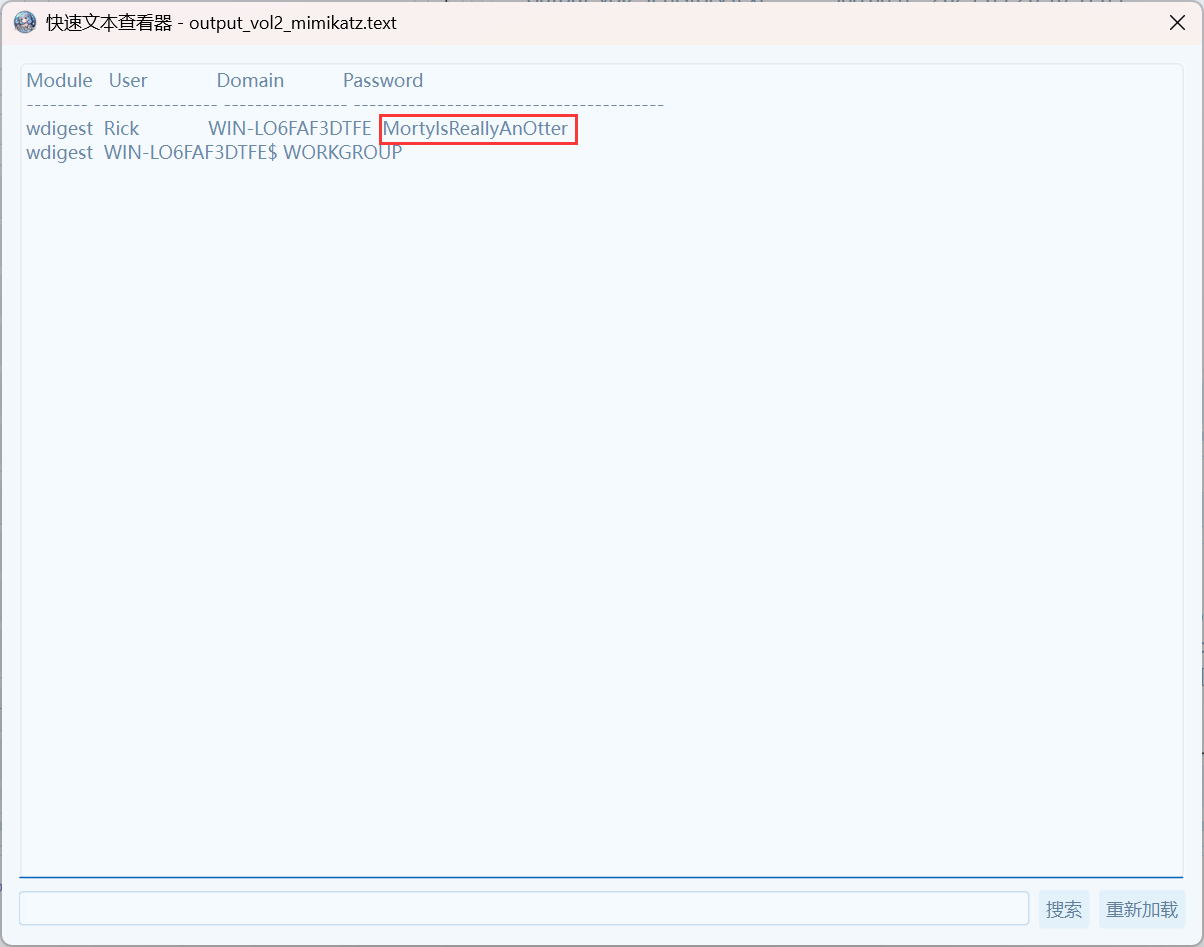 快速文本查看器 - output_vol2_mimikatz.text
Module User Domain Password
-------- ---------------- ---------------- ----------------------------------------
wdigest Rick WIN-LO6FAF3DTFE MortyIsReallyAnOtter
wdigest WIN-LO6FAF3DTFE$ WORKGROUP
搜索 重新加载